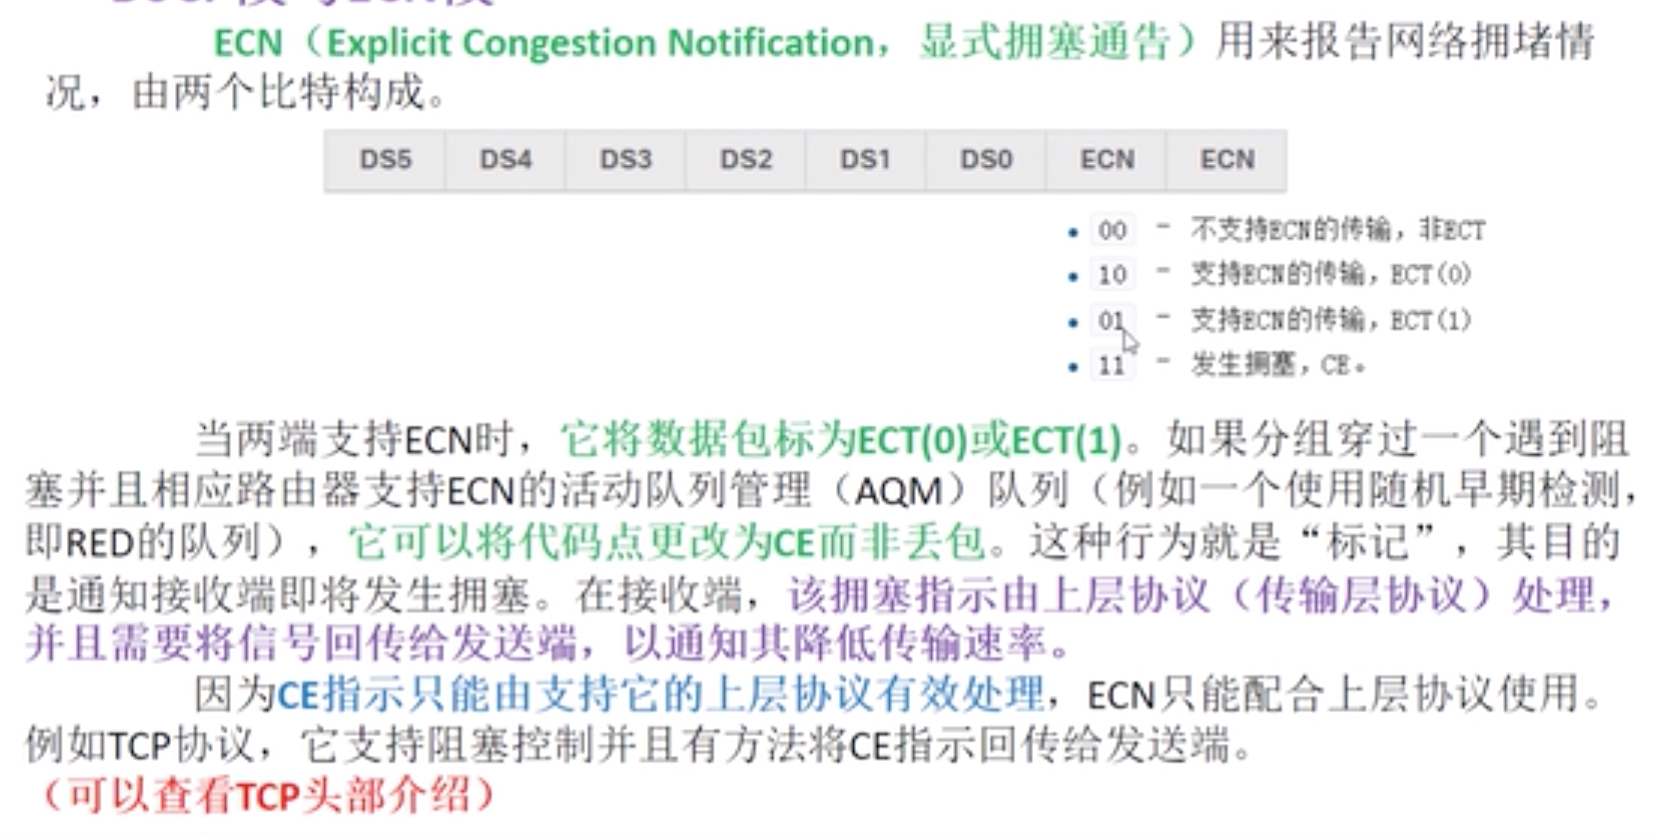 ECN（Explicit Congestion Notification，显式拥塞通告）用来报告网络拥堵情
况，由两个比特构成。
DS5 DS4 DS3 DS2 DS1 DS0 ECN ECN
• 00 – 不支持ECN的传输，非ECT
• 10 – 支持ECN的传输，ECT(0)
• 01 – 支持ECN的传输，ECT(1)
• 11 – 发生拥塞，CE。
当两端支持ECN时，它将数据包标为ECT(0)或ECT(1)。如果分组穿过一个遇到阻
塞并且相应路由器支持ECN的活动队列管理（AQM）队列（例如一个使用随机早期检测，
即RED的队列），它可以将代码点更改为CE而非丢包。这种行为就是“标记”，其目的
是通知接收端即将发生拥塞。在接收端，该拥塞指示由上层协议（传输层协议）处理，
并且需要将信号回传给发送端，以通知其降低传输速率。
因为CE指示只能由支持它的上层协议有效处理，ECN只能配合上层协议使用。
例如TCP协议，它支持阻塞控制并且有方法将CE指示回传给发送端。
（可以查看TCP头部介绍）